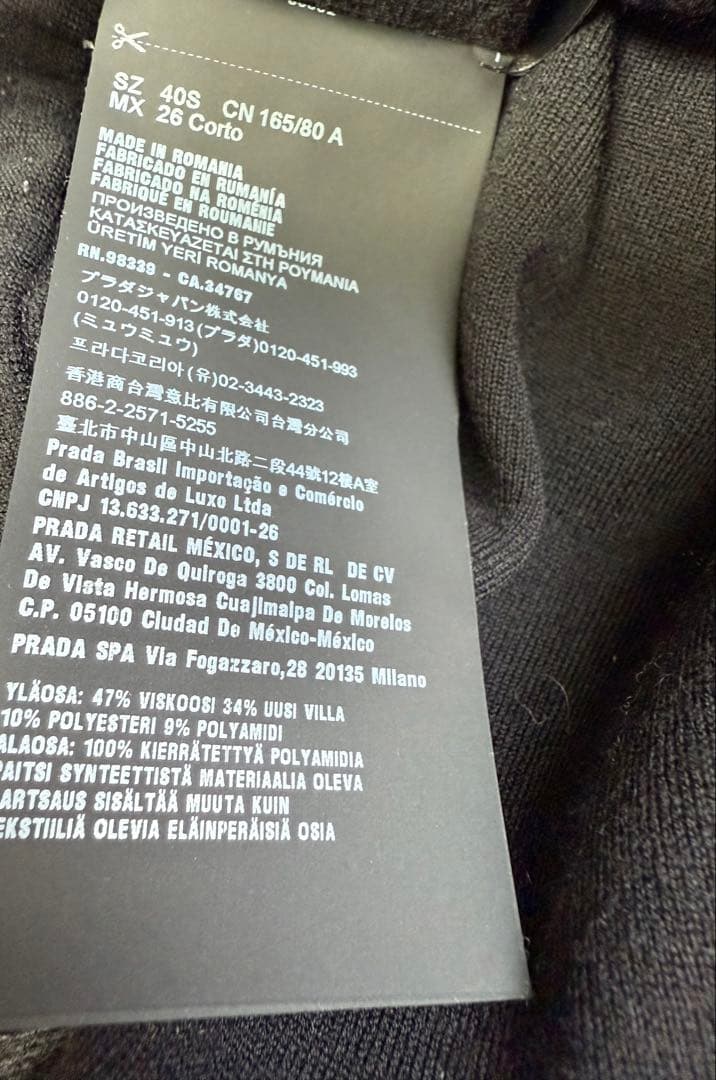 SZ 40S CN 165/80 A
MX 26 Corto
MADE IN ROMANIA
FABRICADO EN RUMANÍA
FABRICADO NA ROMÉNIA
FABRIQUÉ EN ROUMANIE
ПРОИЗВЕДЕНО В РУМЪНИЯ
ΚΑΤΑΣΚΕΥΑΖΕΤΑΙ ΣΤΗ ΡΟΥΜΑΝΙΑ
ÜRETİM YERİ ROMANYA
RN.98339 - CA.34767
プラダジャパン株式会社
0120-451-913(プラダ)0120-451-993
(ミュウミュウ)
프라다코리아(유)02-3443-2323
香港商台灣意比有限公司台灣分公司
886-2-2571-5255
臺北市中山區中山北路二段44號12樓A室
Prada Brasil Importação e Comércio
de Artigos de Luxo Ltda
CNPJ 13.633.271/0001-26
PRADA RETAIL MÉXICO, S DE RL DE CV
AV. Vasco De Quiroga 3800 Col. Lomas
De Vista Hermosa Cuajimalpa De Morelos
C.P. 05100 Ciudad De México-México
PRADA SPA Via Fogazzaro,28 20135 Milano
YLÄOSA: 47% VISKOOSI 34% UUSI VILLA
10% POLYESTERI 9% POLYAMIDI
ALAOSA: 100% KIERRÄTETTYÄ POLYAMIDIA
PAITSI SYNTEETTISTÄ MATERIAALIA OLEVA
ARTSAUS SISÄLTÄÄ MUUTA KUIN
EKSTIILIÄ OLEVIA ELÄINPERÄISIÄ OSIA